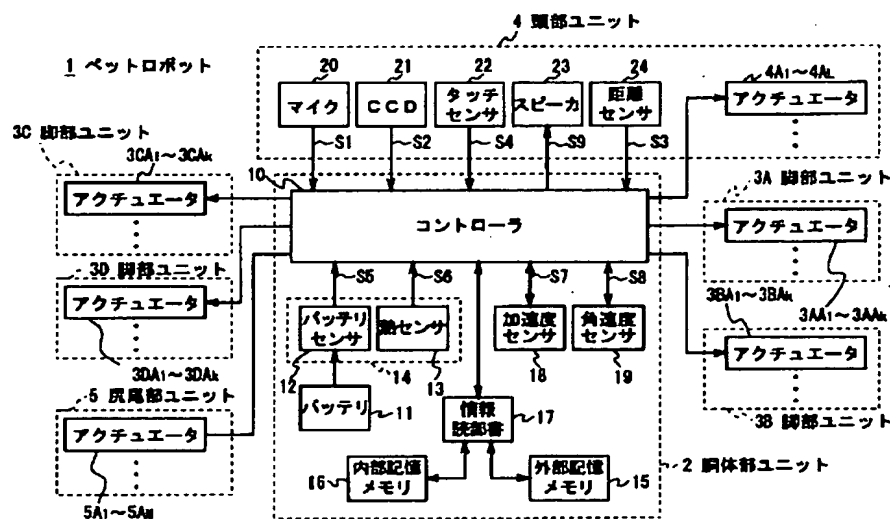 4 頭部ユニット
1 ペットロボット
20
21
22
23
24
4A1～4AL
マイク
CCD
タッチ
センサ
スピーカ
距離
センサ
アクチュエータ
3C 脚部ユニット
3CA1～3CAK
S1
S2
S4
S9
S3
10
3A 脚部ユニット
アクチュエータ
コントローラ
アクチュエータ
3D 脚部ユニット
S5
S6
S7
S8
3BA1～3BAK
3AA1～3AAK
アクチュエータ
バッテリ
センサ
熱センサ
加速度
センサ
角速度
センサ
アクチュエータ
3DA1～3DAK
12
14
13
18
19
5 尻尾部ユニット
バッテリ
11
情報
読部書
17
3B 脚部ユニット
アクチュエータ
2 胴体部ユニット
16
内部記憶
メモリ
外部記憶
メモリ
15
5A1～5AM